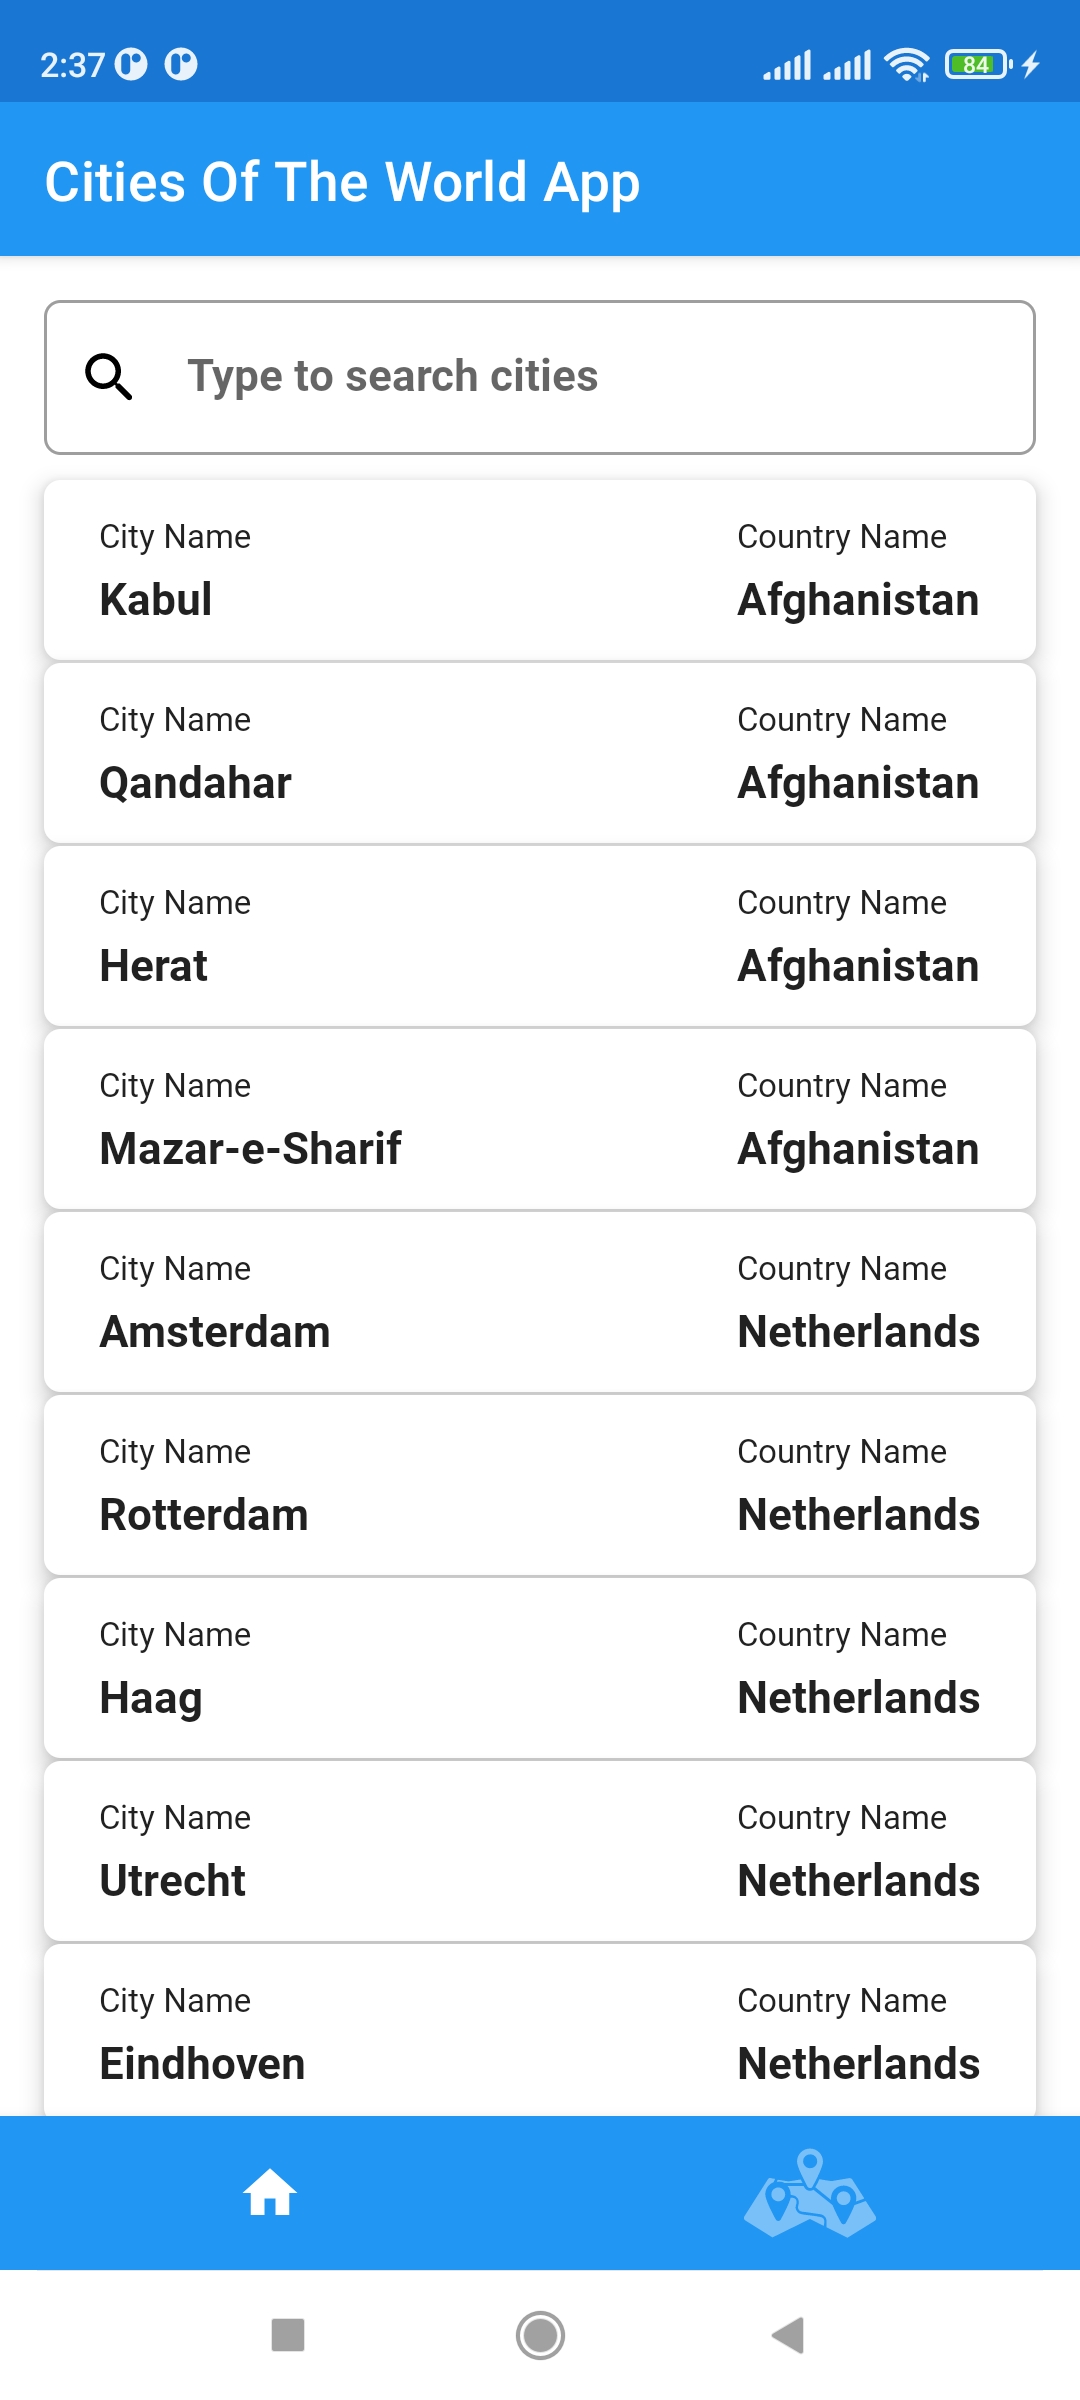 2:37
84
Cities Of The World App
Type to search cities
City Name Country Name
Kabul Afghanistan
City Name Country Name
Qandahar Afghanistan
City Name Country Name
Herat Afghanistan
City Name Country Name
Mazar-e-Sharif Afghanistan
City Name Country Name
Amsterdam Netherlands
City Name Country Name
Rotterdam Netherlands
City Name Country Name
Haag Netherlands
City Name Country Name
Utrecht Netherlands
City Name Country Name
Eindhoven Netherlands